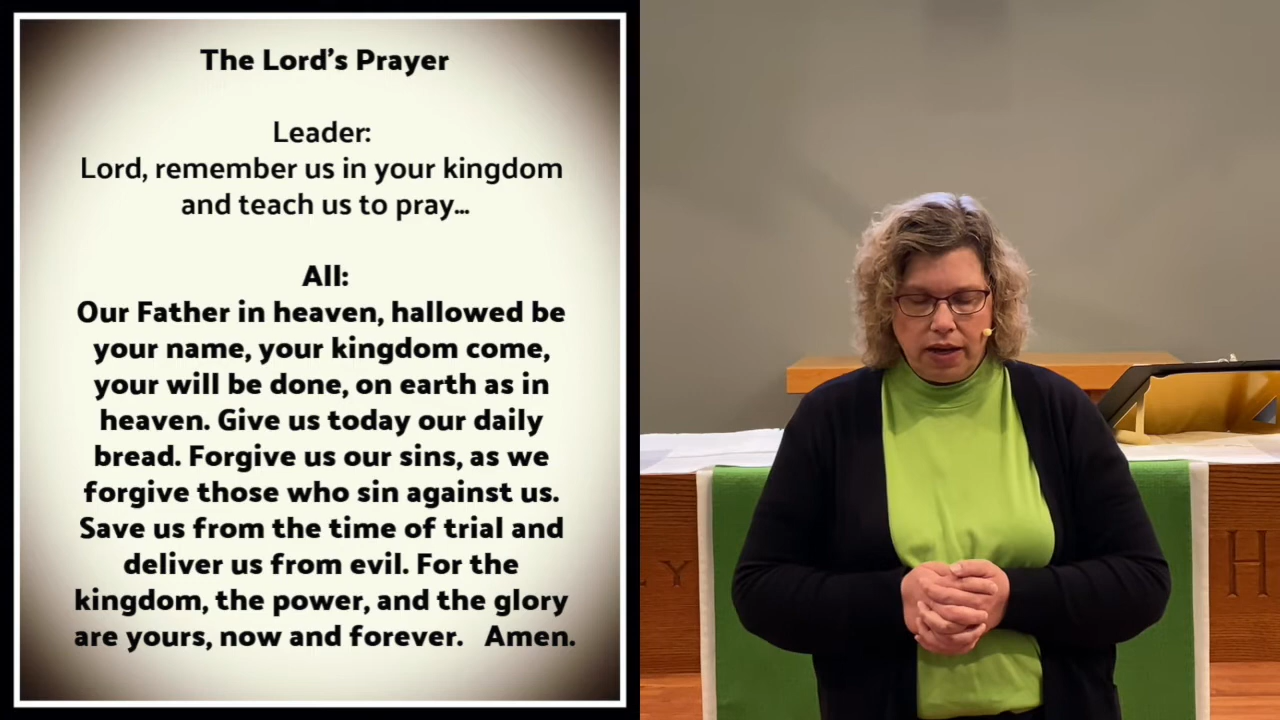 The Lord's Prayer
Leader:
Lord, remember us in your kingdom
and teach us to pray...
All:
Our Father in heaven, hallowed be
your name, your kingdom come,
your will be done, on earth as in
heaven. Give us today our daily
bread. Forgive us our sins, as we
forgive those who sin against us.
Save us from the time of trial and
deliver us from evil. For the
kingdom, the power, and the glory
are yours, now and forever. Amen.
LY
H